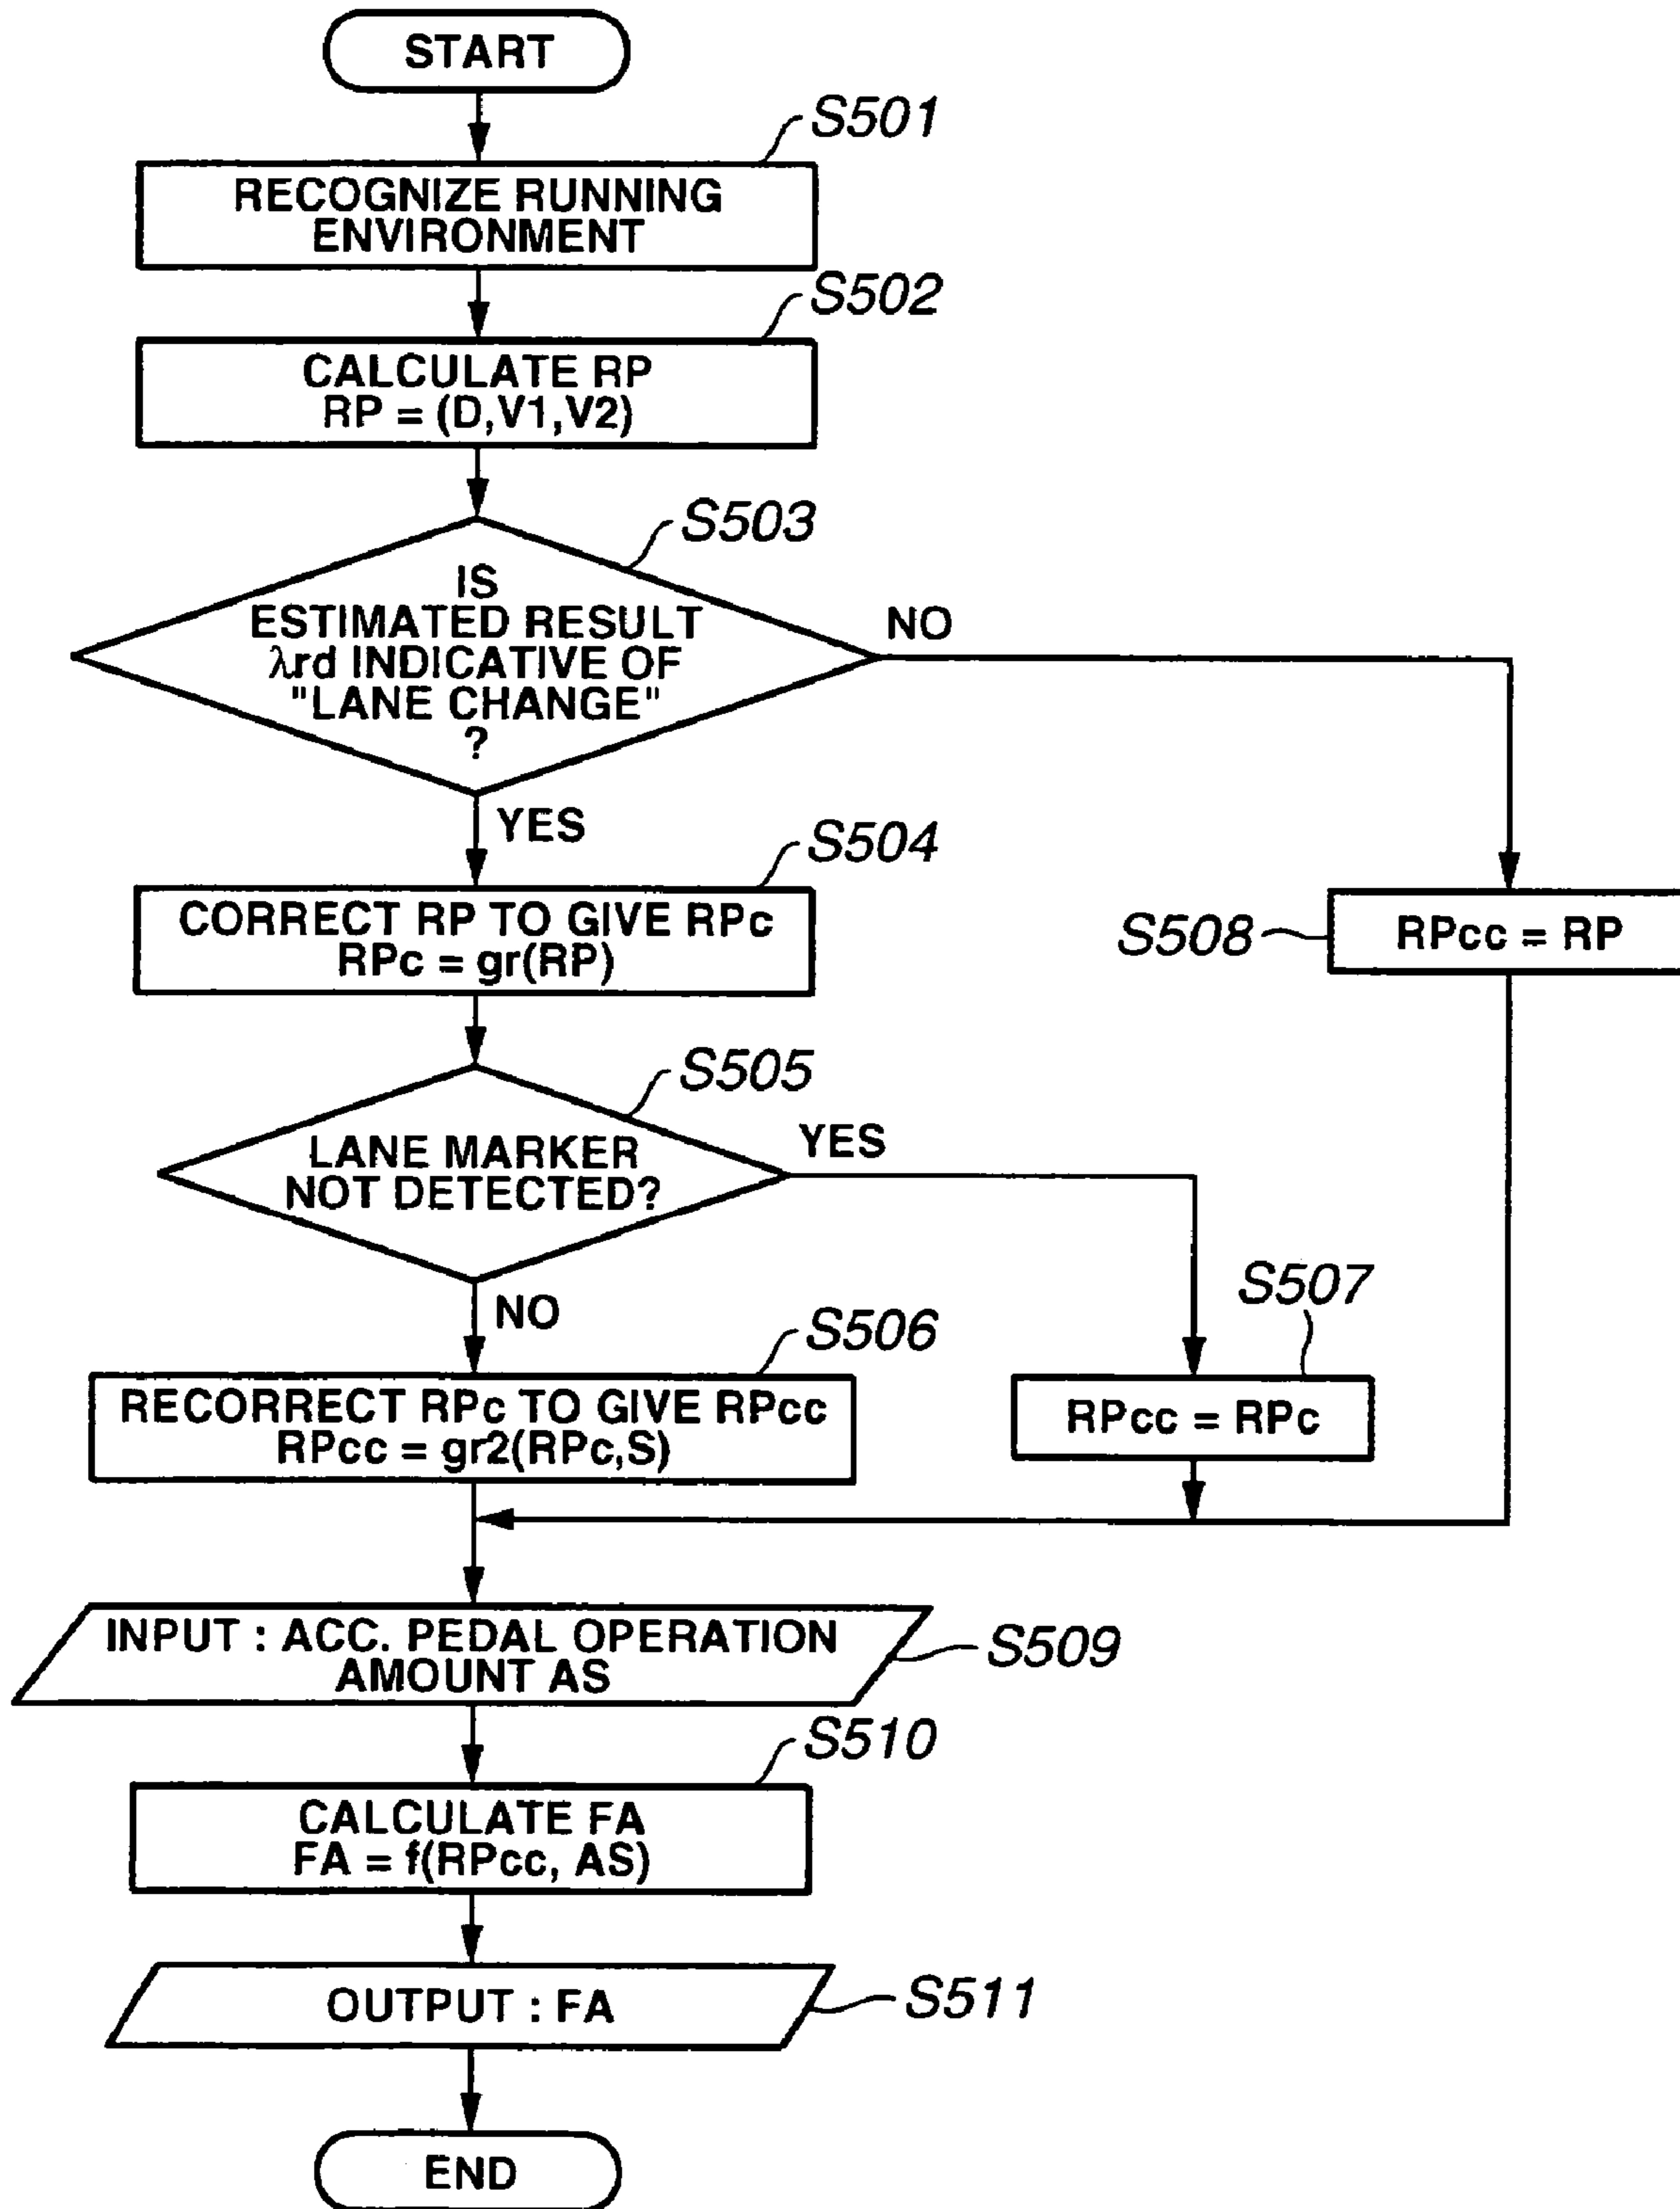 START
S501
RECOGNIZE RUNNING
ENVIRONMENT
S502
CALCULATE RP
RP = (D,V1,V2)
S503
IS
ESTIMATED RESULT
λrd INDICATIVE OF
"LANE CHANGE"
?
NO
YES
S504
CORRECT RP TO GIVE RPc
RPc = gr(RP)
S508
RPcc = RP
S505
LANE MARKER
NOT DETECTED?
YES
NO
S506
RECORRECT RPc TO GIVE RPcc
RPcc = gr2(RPc,S)
S507
RPcc = RPc
INPUT : ACC. PEDAL OPERATION
AMOUNT AS
S509
S510
CALCULATE FA
FA = f(RPcc, AS)
OUTPUT : FA
S511
END